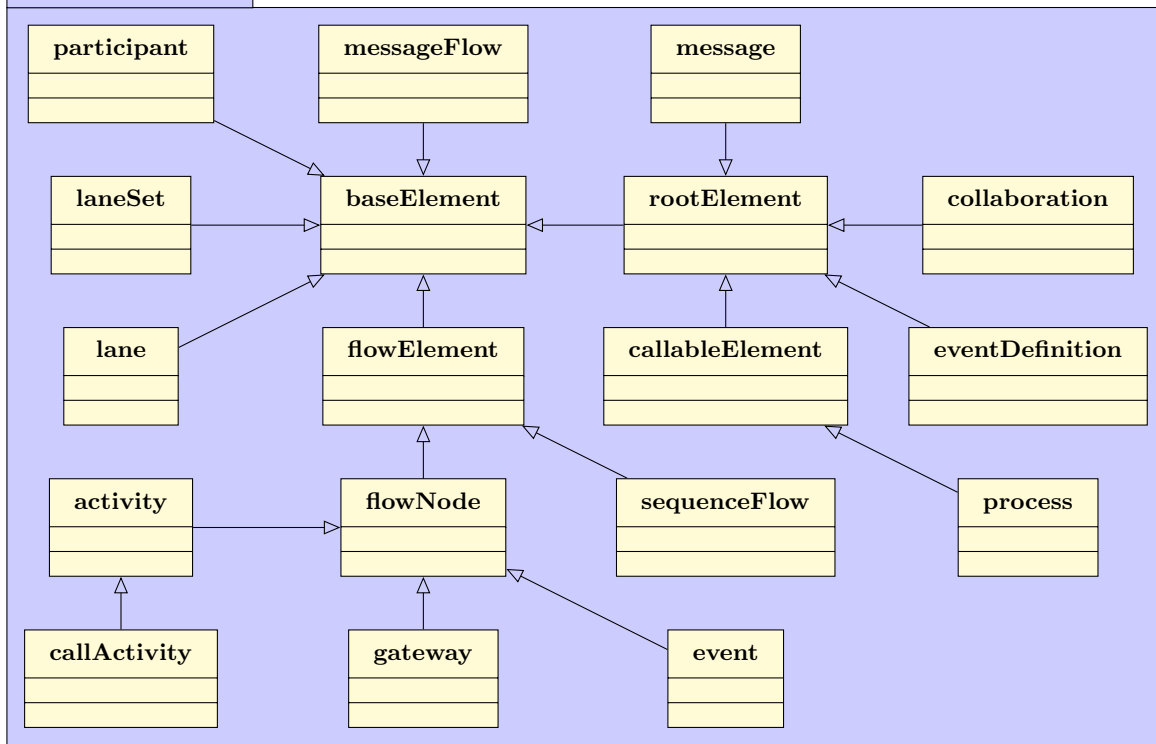 participant
messageFlow
message
laneSet
baseElement
rootElement
collaboration
lane
flowElement
callableElement
eventDefinition
activity
flowNode
sequenceFlow
process
callActivity
gateway
event